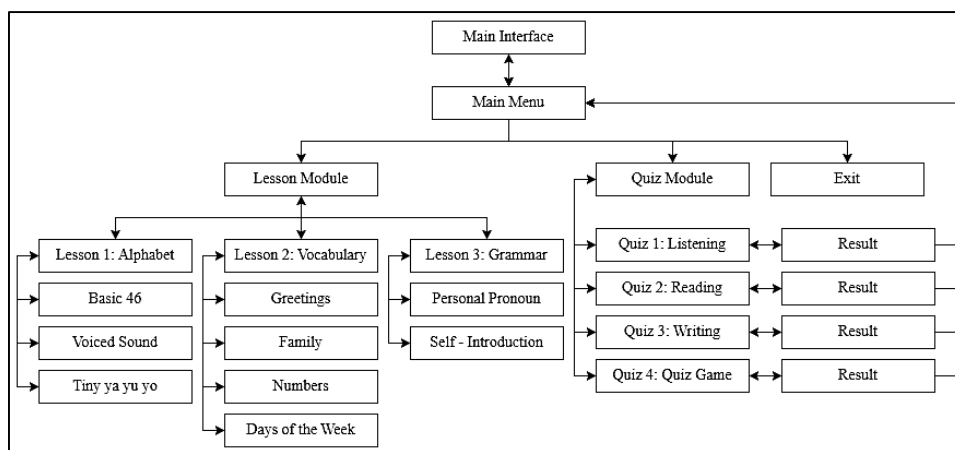 Main Interface
Main Menu
Lesson Module
Quiz Module
Exit
Lesson 1: Alphabet
Lesson 2: Vocabulary
Lesson 3: Grammar
Quiz 1: Listening
Result
Basic 46
Greetings
Personal Pronoun
Quiz 2: Reading
Result
Voiced Sound
Family
Self - Introduction
Quiz 3: Writing
Result
Tiny ya yu yo
Numbers
Quiz 4: Quiz Game
Result
Days of the Week